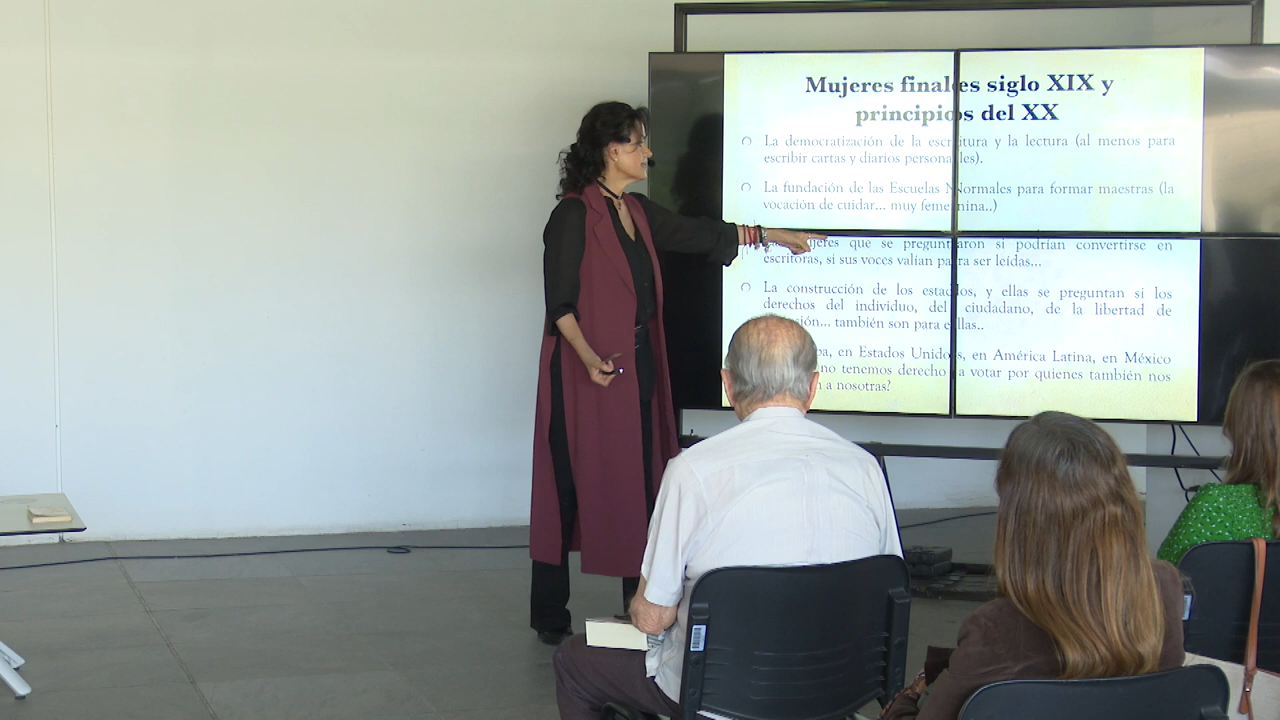 Mujeres finales siglo XIX y
principios del XX
La democratización de la escritura y la lectura (al menos para
escribir cartas y diarios personales).
La fundación de las Escuelas Normales para formar maestras (la
vocación de cuidar... muy femenina..)
que se preguntaron si podrían convertirse en
escritoras, si sus voces valían para ser leídas...
La construcción de los estados, y ellas se preguntan si los
derechos del individuo, del ciudadano, de la libertad de
también son para ellas..
en Estados Unidos, en América Latina, en México
no tenemos derecho a votar por quienes también nos
a nosotras?